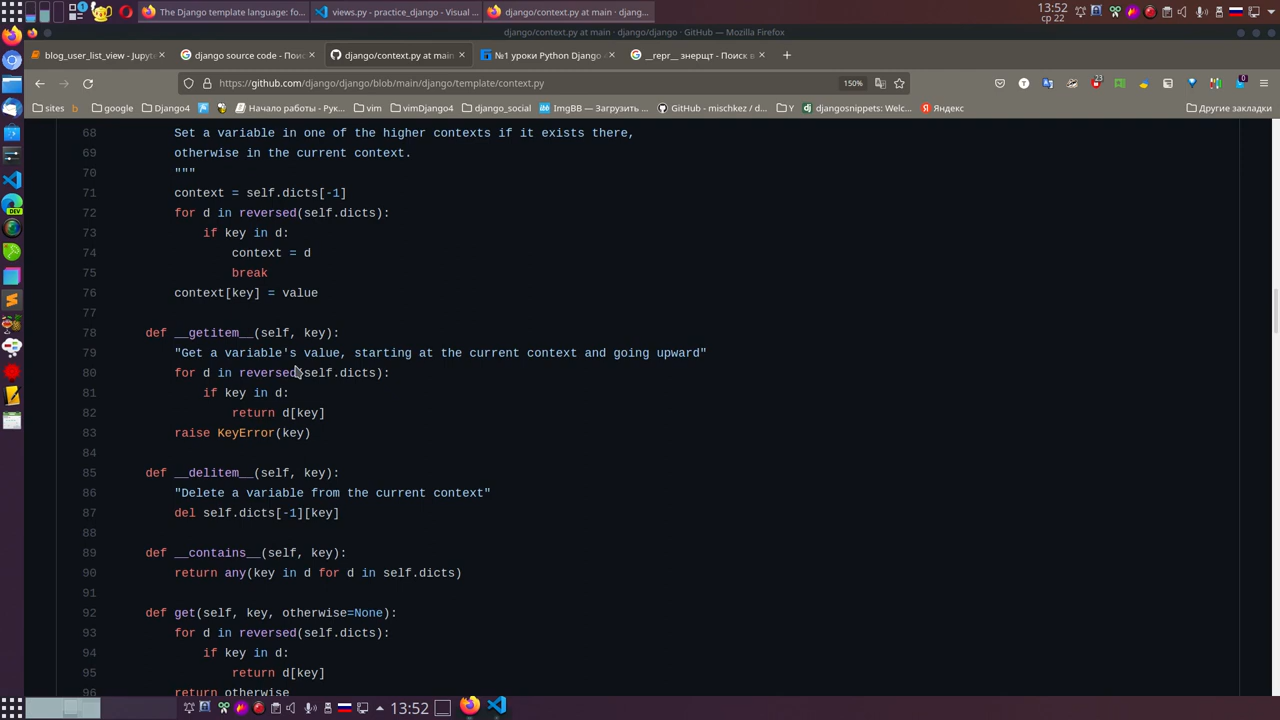 The Django template language: fo...
views.py - practice_django - Visual ...
django/context.py at main · djang...
13:52
ср 22
django/context.py at main · django/django · GitHub — Mozilla Firefox
blog_user_list_view - Jupyt
django source code - Пои
django/context.py at main
№1 уроки Python Django
__repr__ энерщт - Поиск в
https://github.com/django/django/blob/main/django/template/context.py
150%
23
0
sites
google
Django4
Начало работы - Рук...
vim
vimDjango4
django_social
ImgBB — Загрузить ...
GitHub - mischkez/d...
Y
djangosnippets: Welc...
Яндекс
Другие закладки
68 Set a variable in one of the higher contexts if it exists there,
69 otherwise in the current context.
70 """
71 context = self.dicts[-1]
72 for d in reversed(self.dicts):
73 if key in d:
74 context = d
75 break
76 context[key] = value
77
78 def __getitem__(self, key):
79 "Get a variable's value, starting at the current context and going upward"
80 for d in reversed(self.dicts):
81 if key in d:
82 return d[key]
83 raise KeyError(key)
84
85 def __delitem__(self, key):
86 "Delete a variable from the current context"
87 del self.dicts[-1][key]
88
89 def __contains__(self, key):
90 return any(key in d for d in self.dicts)
91
92 def get(self, key, otherwise=None):
93 for d in reversed(self.dicts):
94 if key in d:
95 return d[key]
96 return otherwise
DEV
13:52